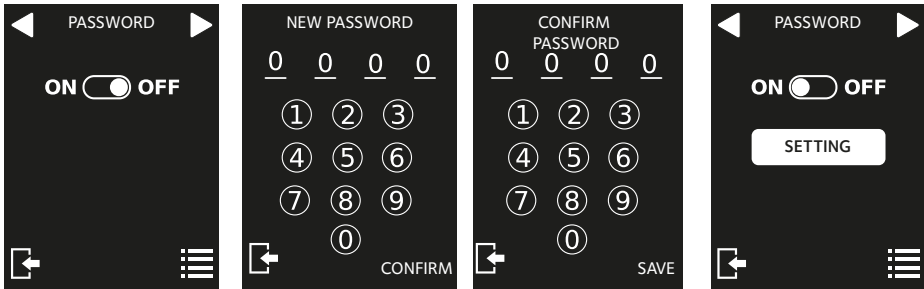 PASSWORD
ON OFF
NEW PASSWORD
0 0 0 0
1 2 3
4 5 6
7 8 9
0
CONFIRM
CONFIRM
PASSWORD
0 0 0 0
1 2 3
4 5 6
7 8 9
0
SAVE
PASSWORD
ON OFF
SETTING